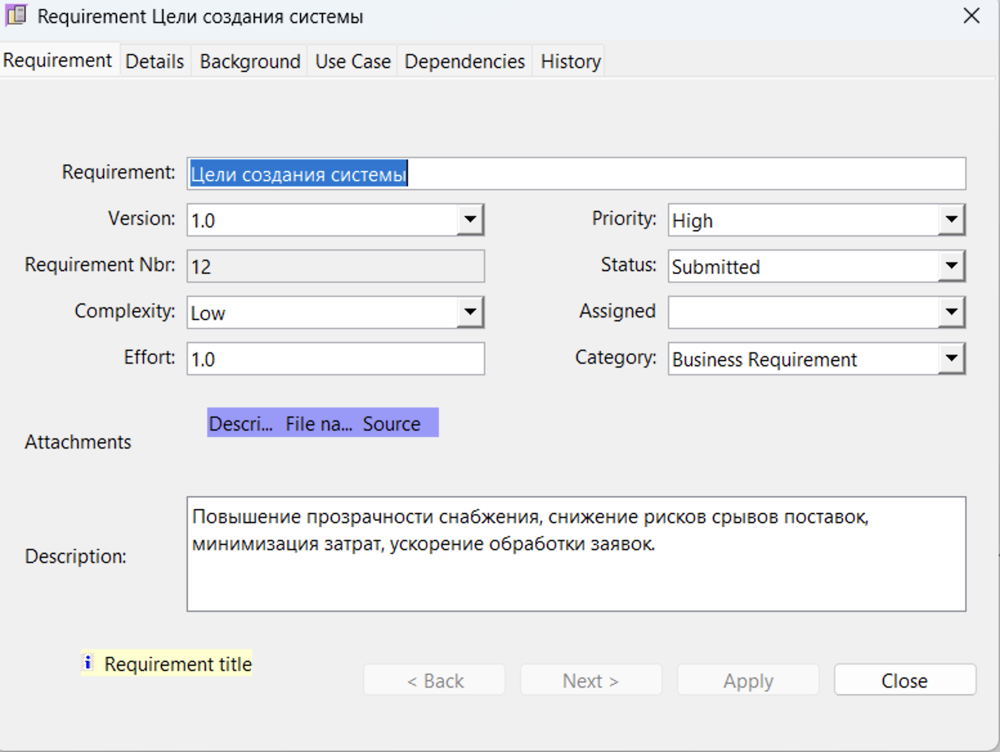 Requirement Цели создания системы
Requirement Details Background Use Case Dependencies History
Requirement: Цели создания системы
Version: 1.0 Priority: High
Requirement Nbr: 12 Status: Submitted
Complexity: Low Assigned
Effort: 1.0 Category: Business Requirement
Descri... File na... Source
Attachments
Повышение прозрачности снабжения, снижение рисков срывов поставок,
минимизация затрат, ускорение обработки заявок.
Description:
i Requirement title
< Back Next > Apply Close